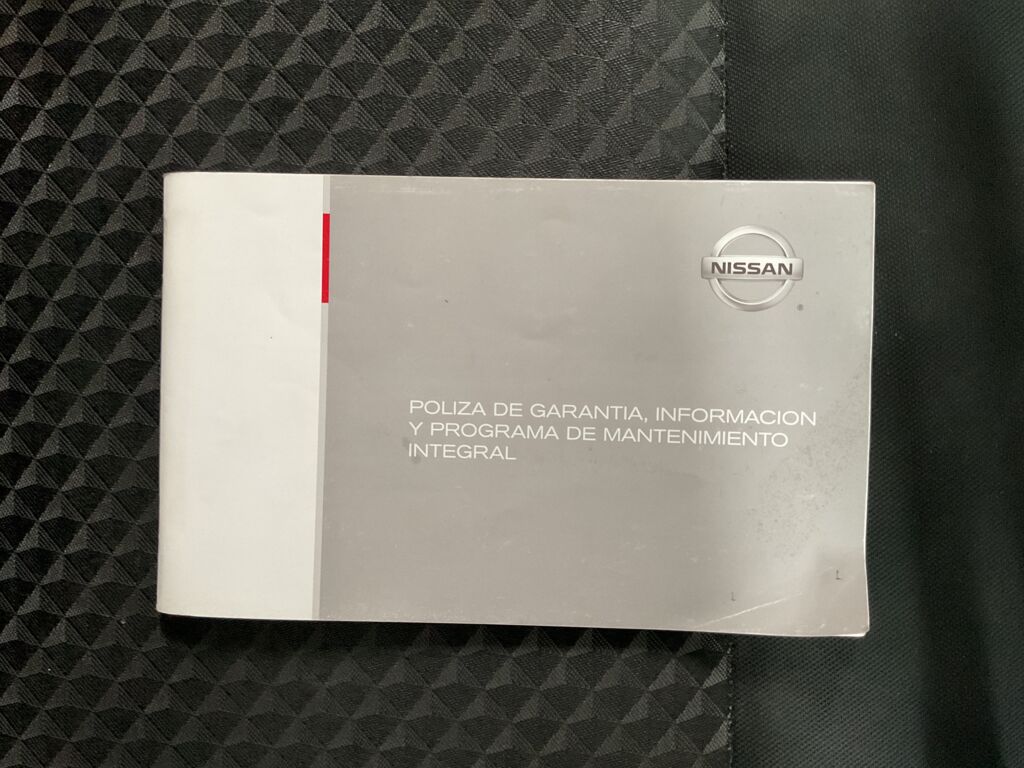 NISSAN
POLIZA DE GARANTIA, INFORMACION
Y PROGRAMA DE MANTENIMIENTO
INTEGRAL